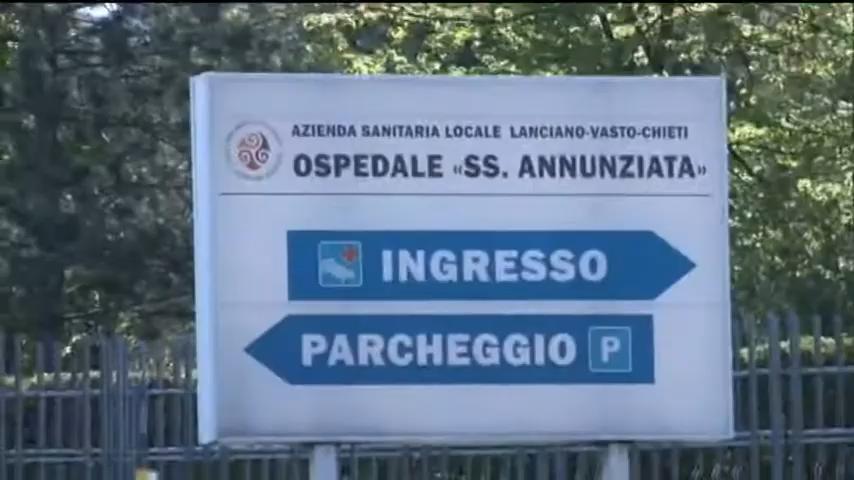 AZIENDA SANITARIA LOCALE LANCIANO-VASTO-CHIETI
OSPEDALE «SS. ANNUNZIATA»
INGRESSO
PARCHEGGIO P